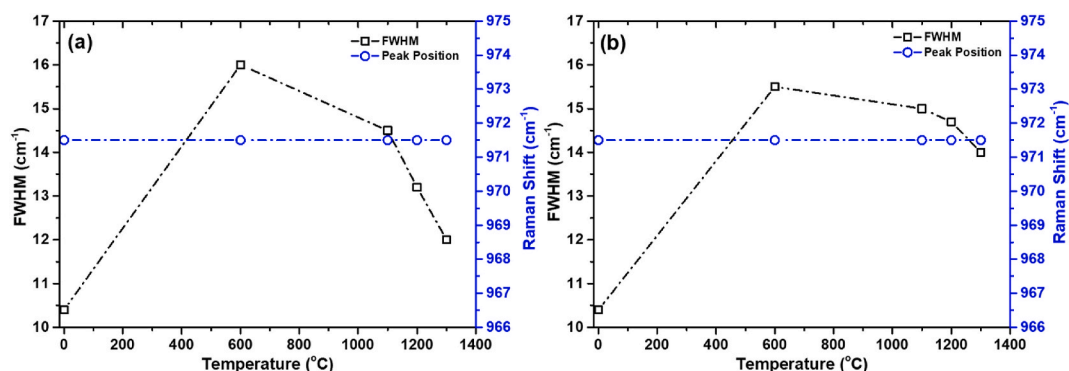 (a)
FWHM
Peak Position
17
16
15
14
13
12
11
10
FWHM (cm-1)
975
974
973
972
971
970
969
968
967
966
Raman Shift (cm-1)
0 200 400 600 800 1000 1200 1400
Temperature (oC)
(b)
FWHM
Peak Position
17
16
15
14
13
12
11
10
FWHM (cm-1)
975
974
973
972
971
970
969
968
967
966
Raman Shift (cm-1)
0 200 400 600 800 1000 1200 1400
Temperature (oC)